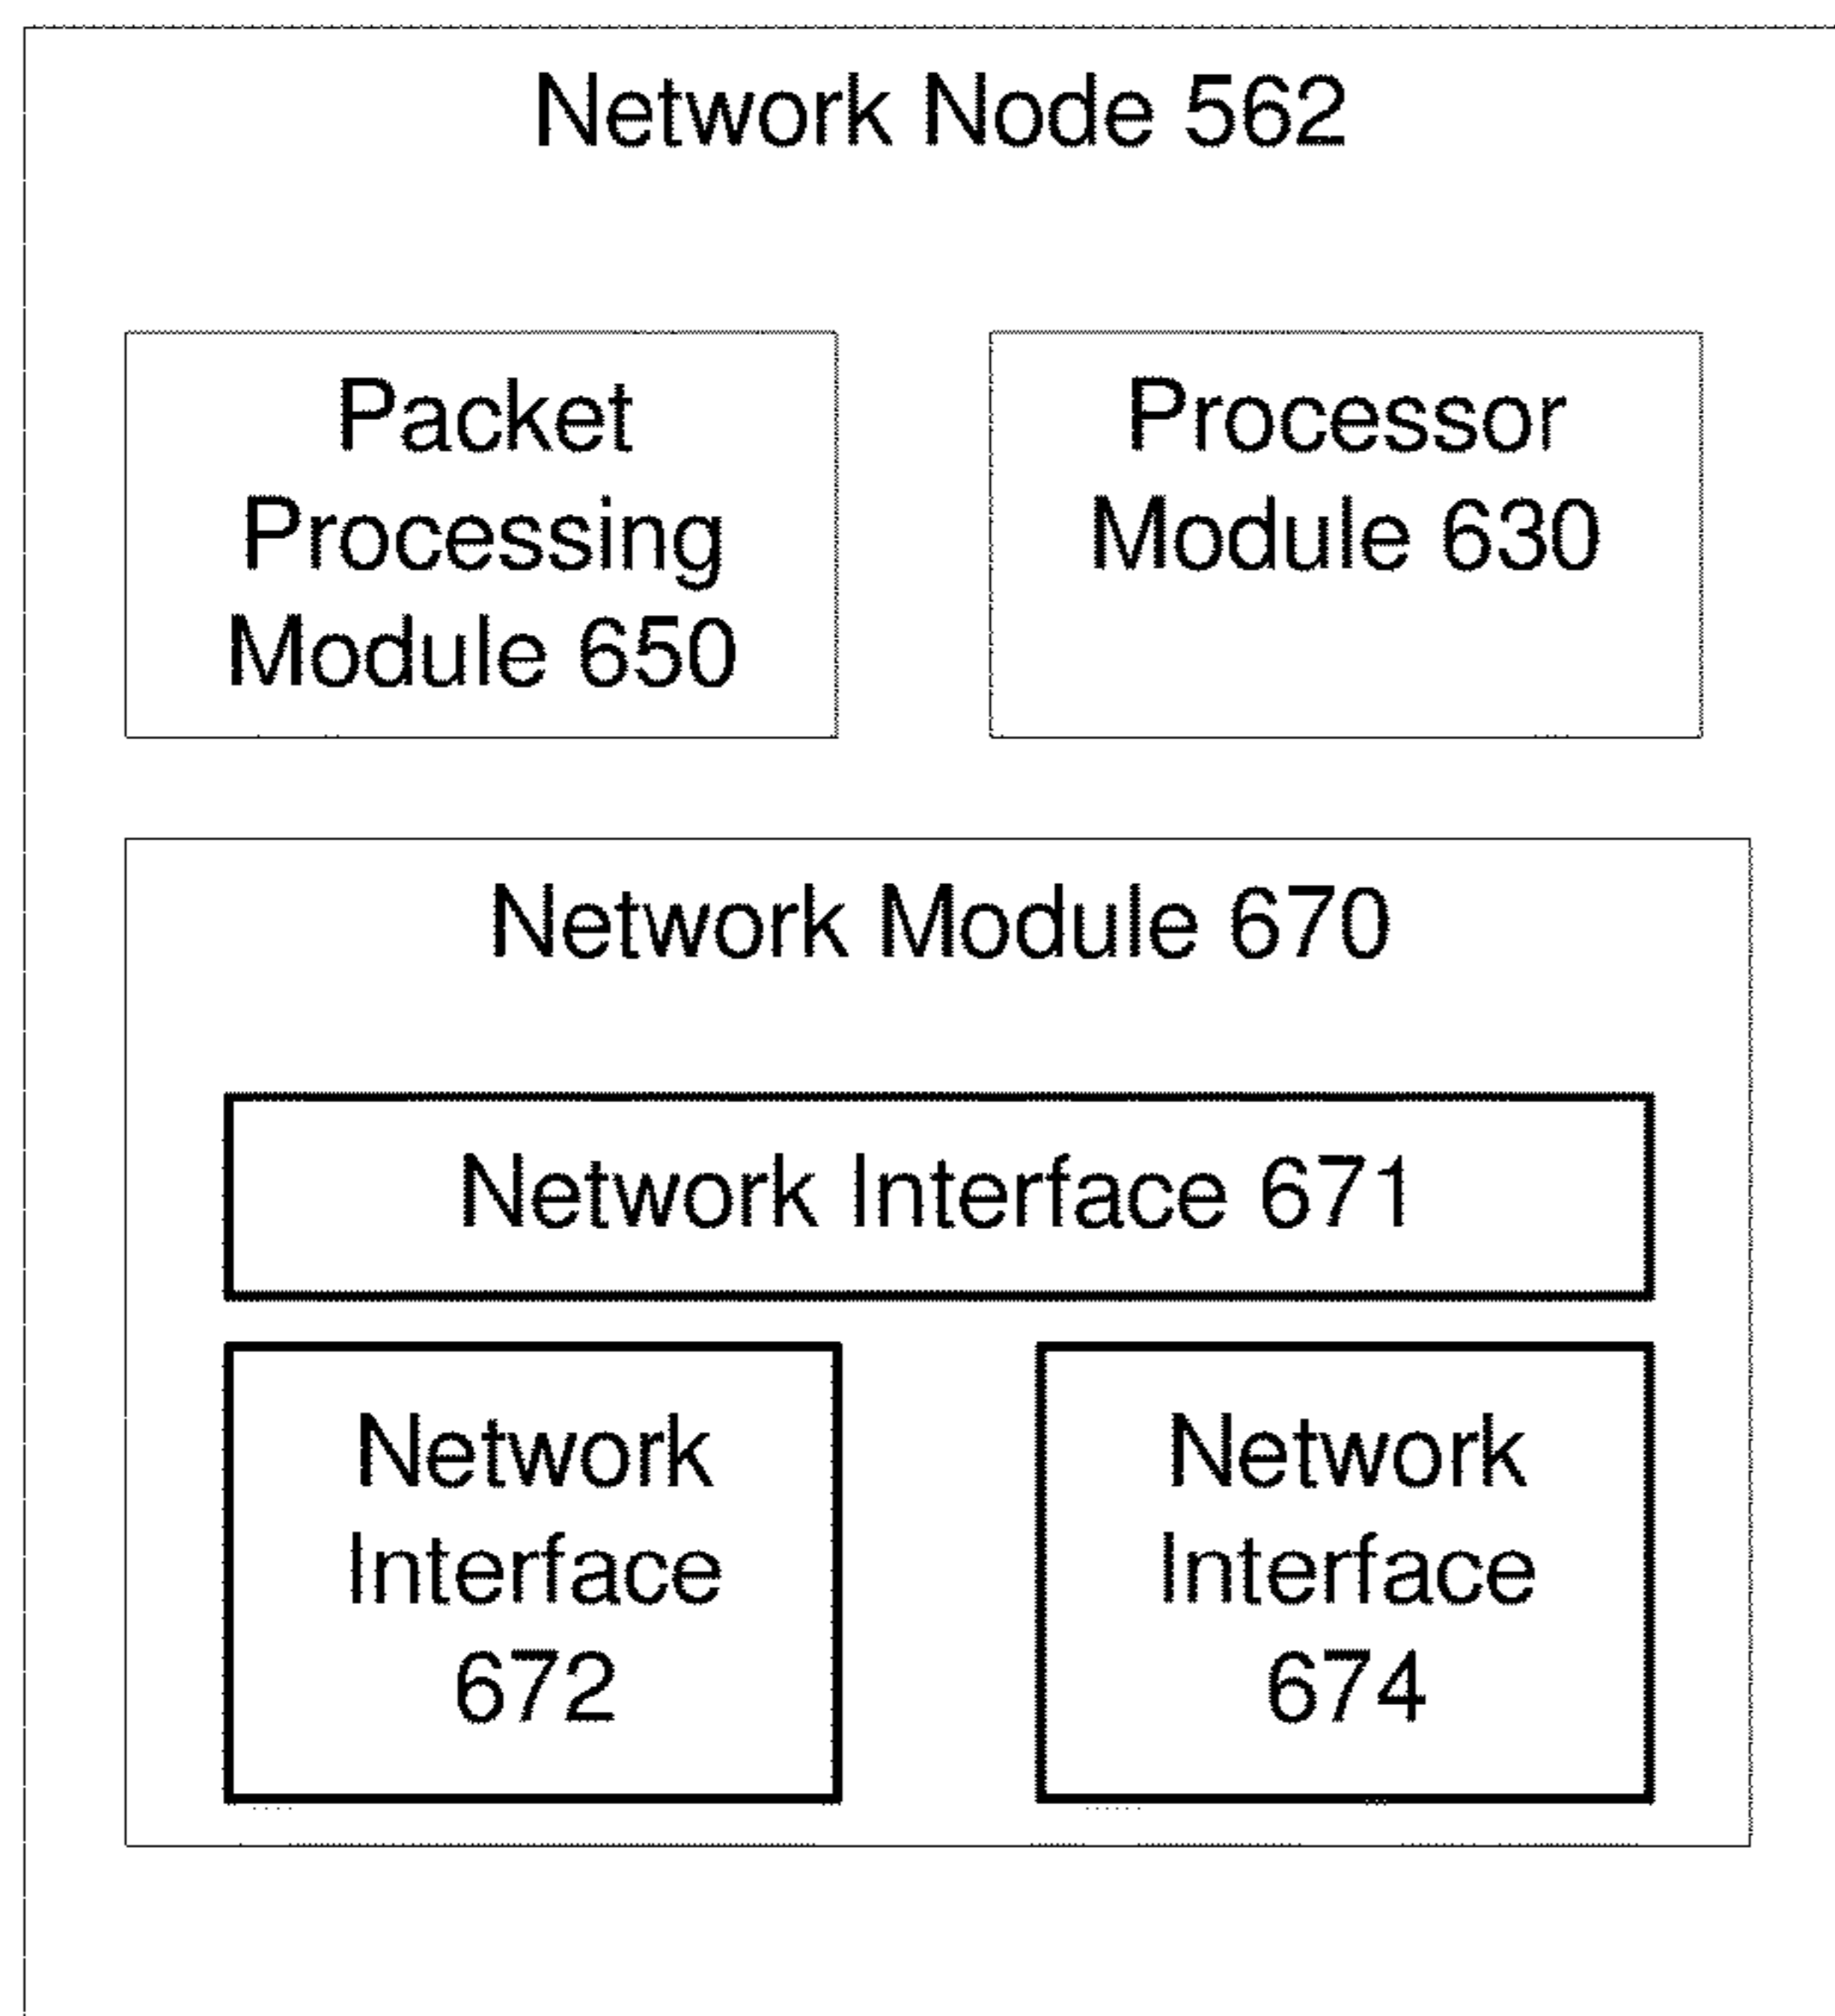 Network Node 562
Packet
Processing
Module 650
Processor
Module 630
Network Module 670
Network Interface 671
Network
Interface
672
Network
Interface
674